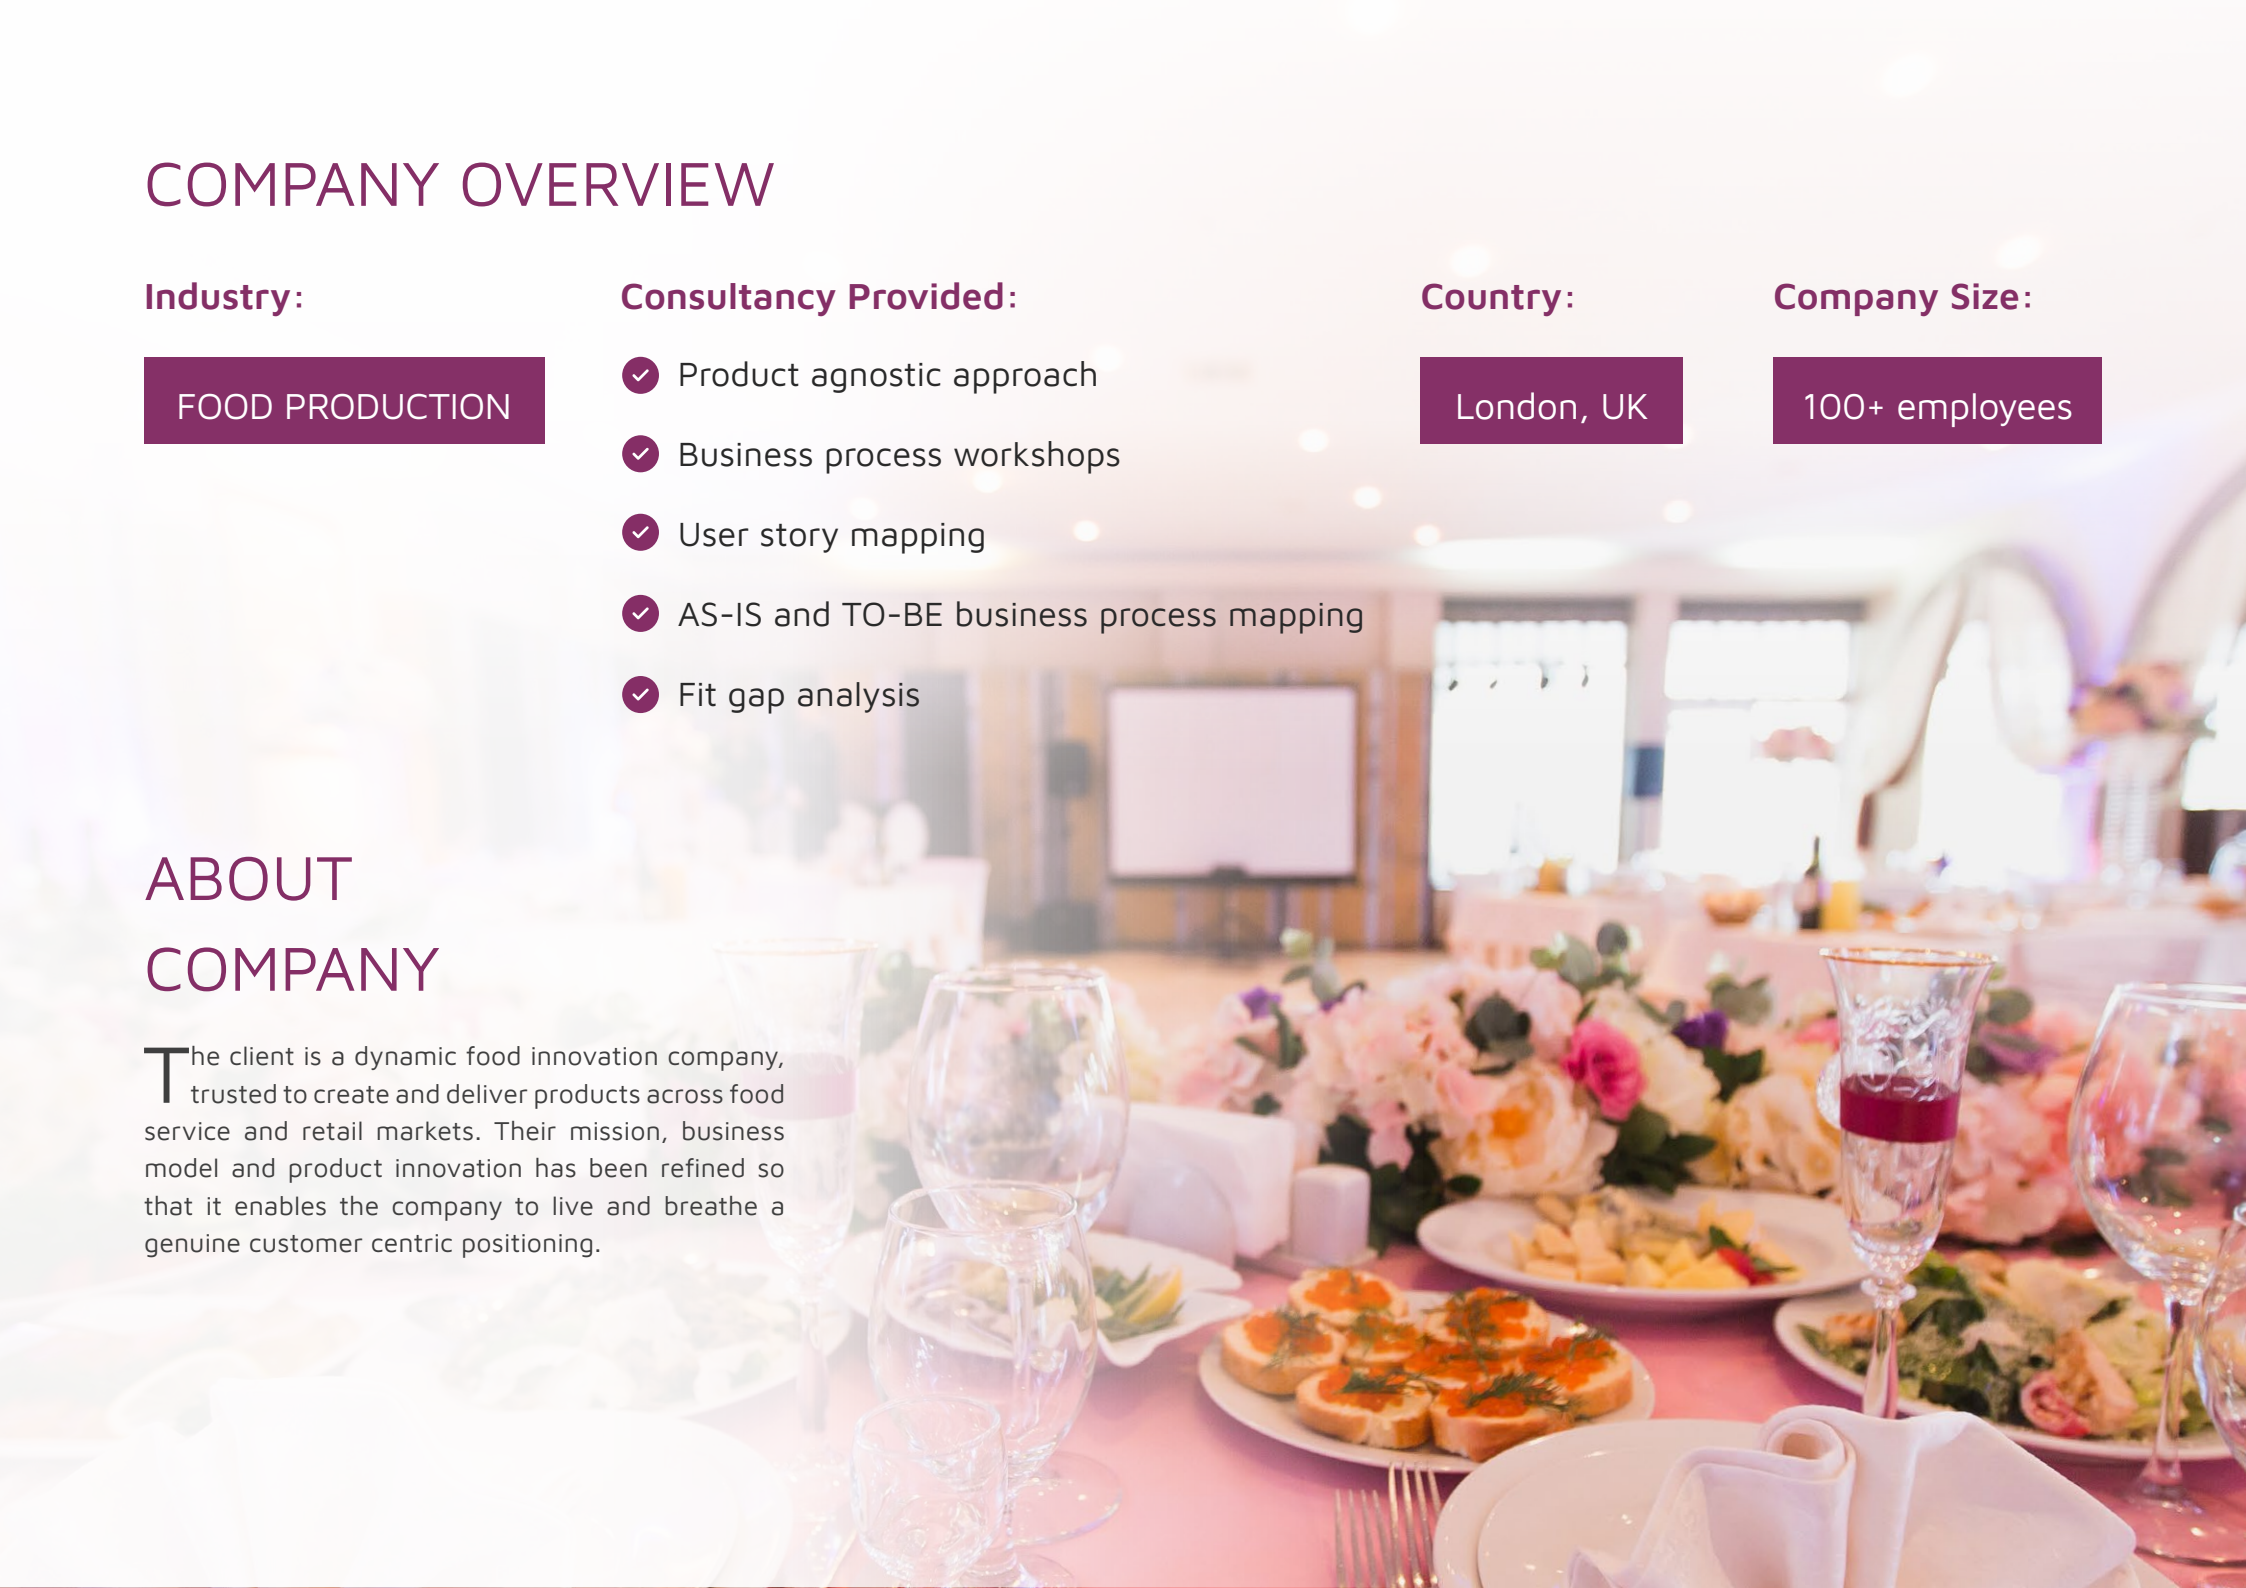 COMPANY OVERVIEW
Industry:
FOOD PRODUCTION
Consultancy Provided:
Product agnostic approach
Business process workshops
User story mapping
AS-IS and TO-BE business process mapping
Fit gap analysis
Country:
London, UK
Company Size:
100+ employees
ABOUT
COMPANY
The client is a dynamic food innovation company,
trusted to create and deliver products across food
service and retail markets. Their mission, business
model and product innovation has been refined so
that it enables the company to live and breathe a
genuine customer centric positioning.